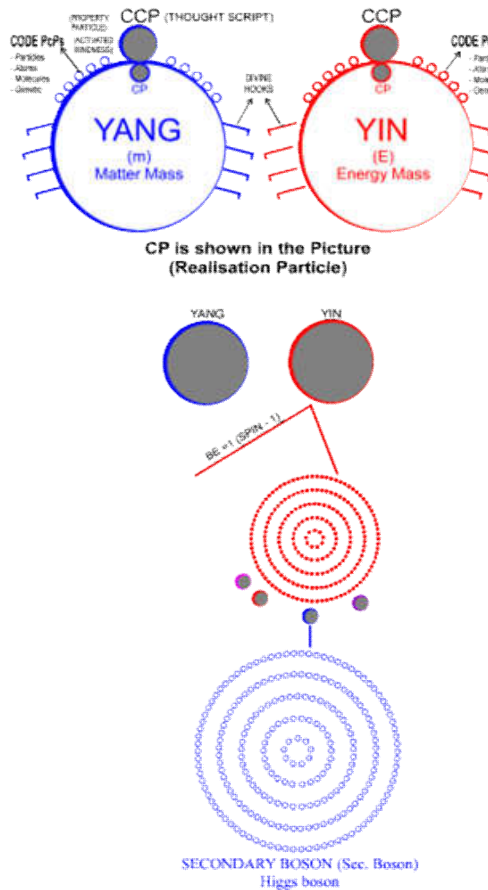 CCP (THOUGHT SCRIPT)
(PROPERTY PARTICLE)
(ACTIVATED KINDNESS)
CODE PcPs
- Particles
- Atoms
- Molecules
- Genetic
CP
YANG
(m)
Matter Mass
DIVINE
HOOKS
CCP
CODE P
- Part
- Mole
CP
YIN
(E)
Energy Mass
CP is shown in the Picture
(Realisation Particle)
YANG
YIN
BE =1 (SPIN - 1)
SECONDARY BOSON (Sec. Boson)
Higgs boson